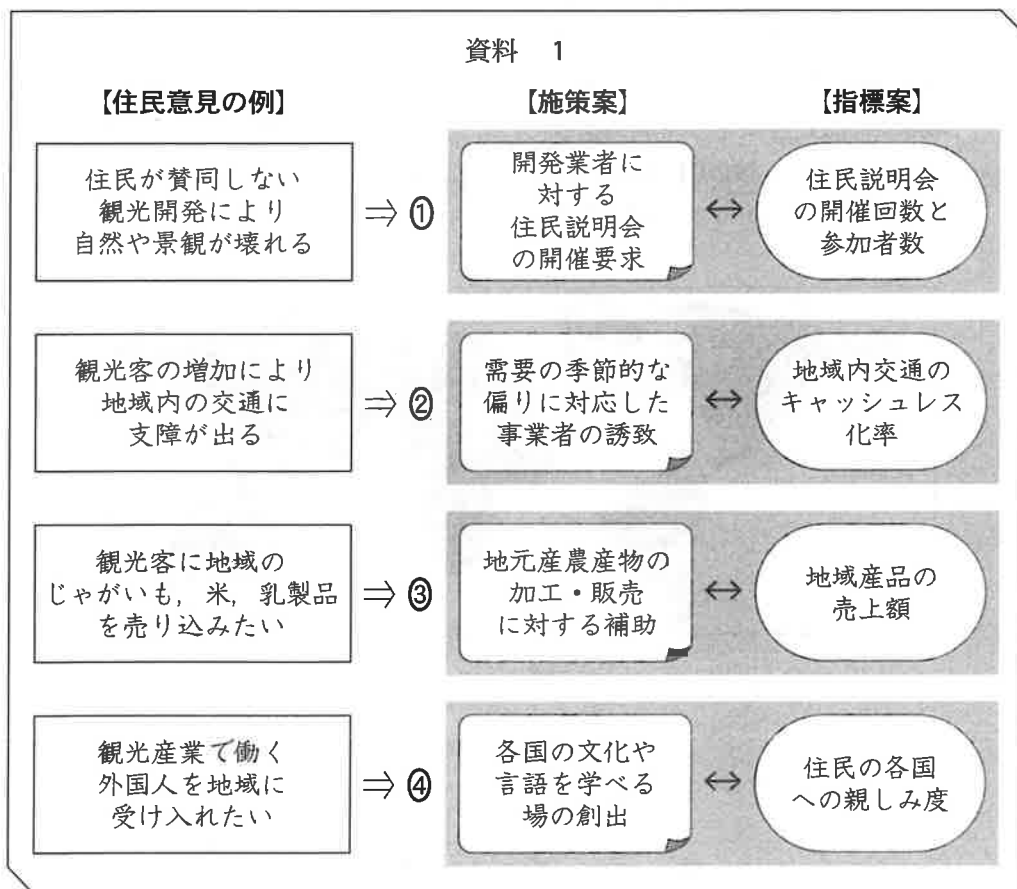 資料 1
【住民意見の例】
【施策案】
【指標案】
住民が賛同しない
観光開発により
自然や景観が壊れる
⇒ ①
開発業者に
対する
住民説明会
の開催要求
↔
住民説明会
の開催回数と
参加者数
観光客の増加により
地域内の交通に
支障が出る
⇒ ②
需要の季節的な
偏りに対応した
事業者の誘致
↔
地域内交通の
キャッシュレス
化率
観光客に地域の
じゃがいも,米,乳製品
を売り込みたい
⇒ ③
地元産農産物の
加工・販売
に対する補助
↔
地域産品の
売上額
観光産業で働く
外国人を地域に
受け入れたい
⇒ ④
各国の文化や
言語を学べる
場の創出
↔
住民の各国
への親しみ度